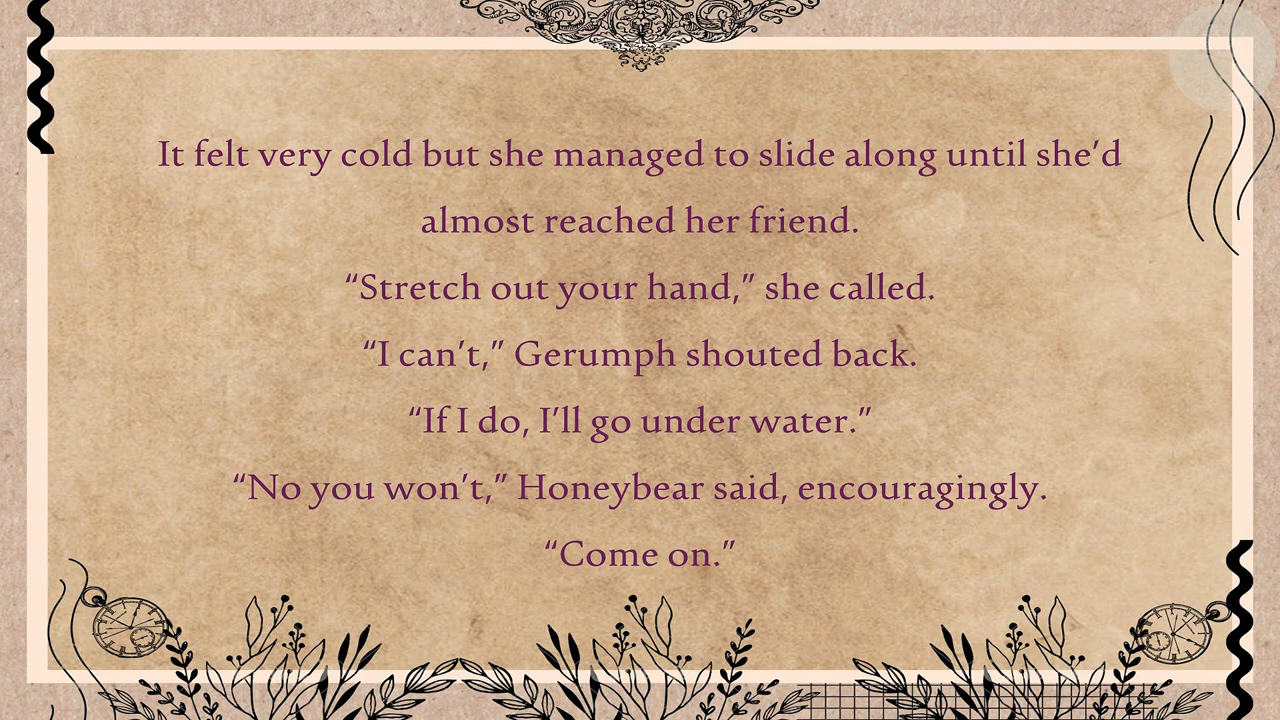 It felt very cold but she managed to slide along until she’d
almost reached her friend.
“Stretch out your hand,” she called.
“I can’t,” Gerumph shouted back.
“If I do, I’ll go under water.”
“No you won’t,” Honeybear said, encouragingly.
“Come on.”